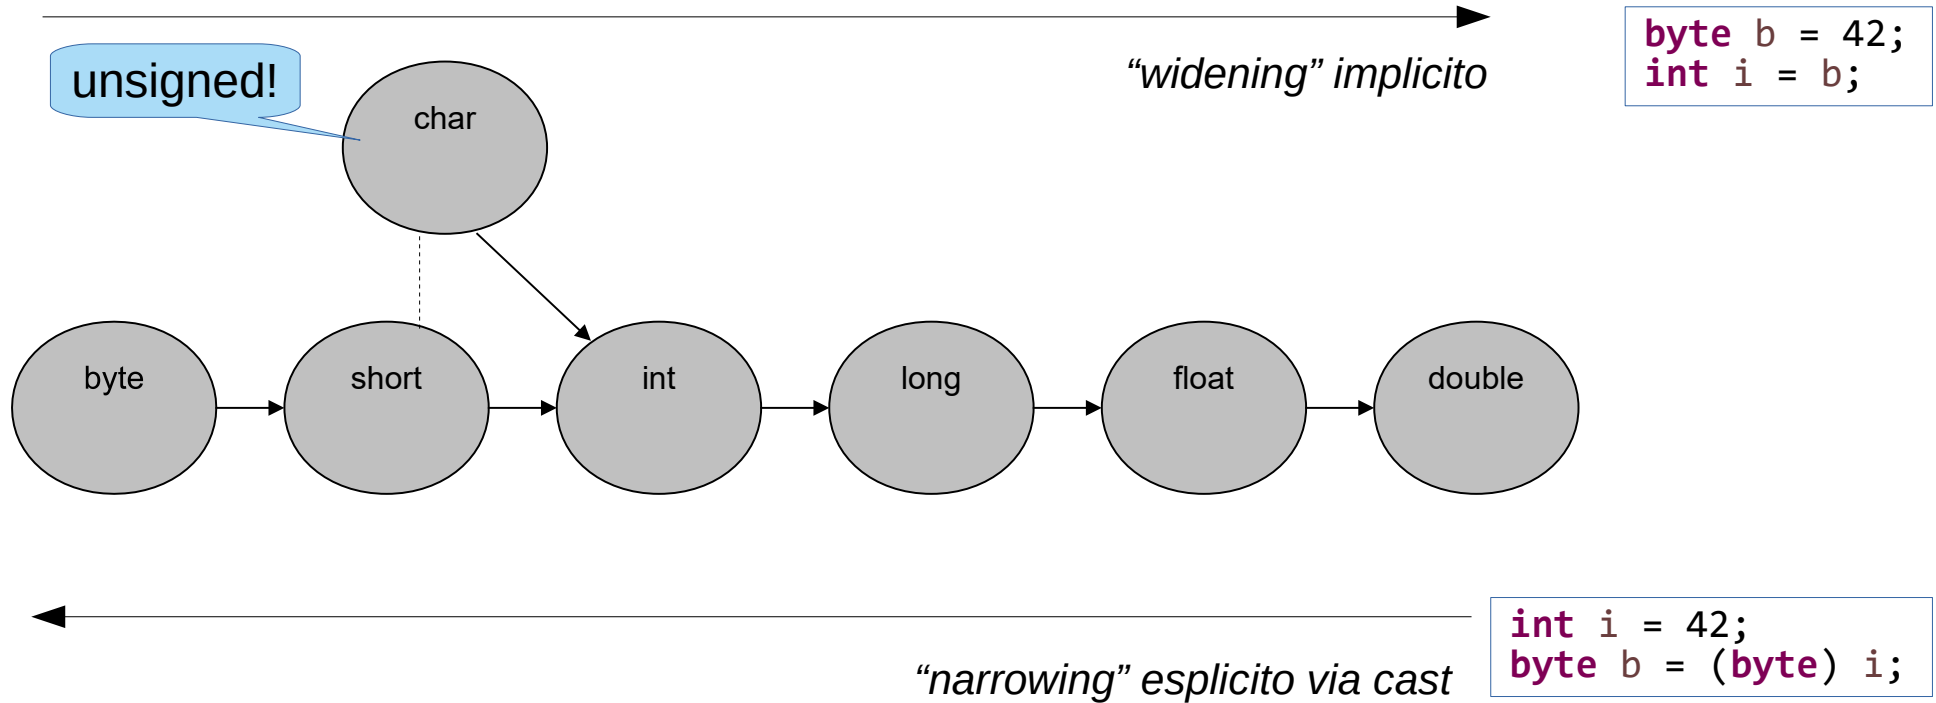 byte b = 42;
int i = b;
“widening” implicito
unsigned!
char
byte
short
int
long
float
double
int i = 42;
byte b = (byte) i;
“narrowing” esplicito via cast